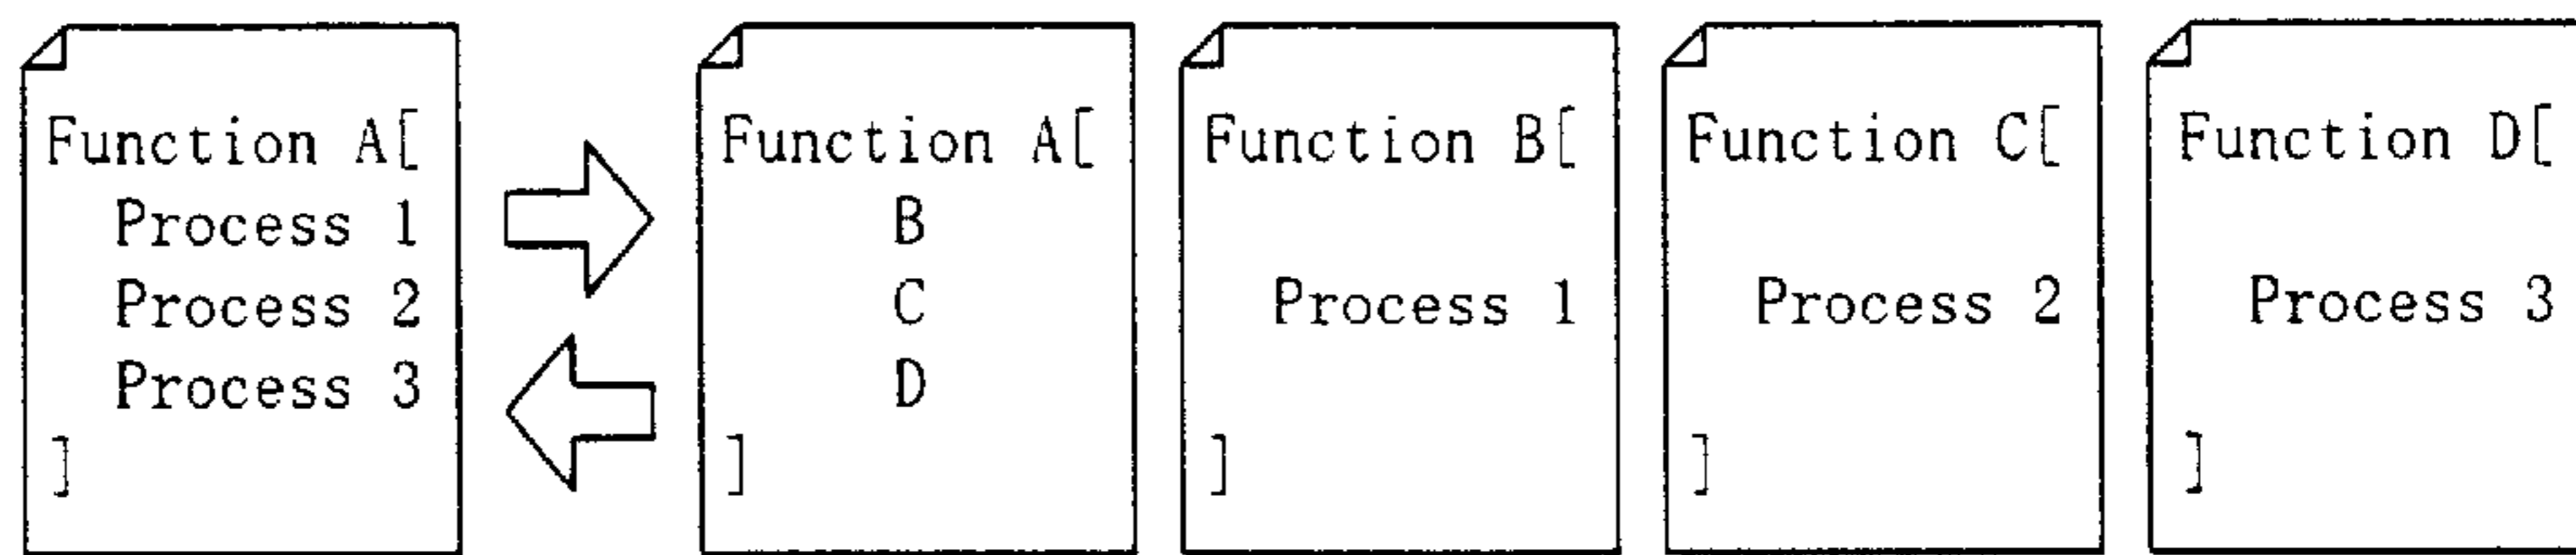 Function A[
Process 1
Process 2
Process 3
]
Function A[
B
C
D
]
Function B[
Process 1
]
Function C[
Process 2
]
Function D[
Process 3
]